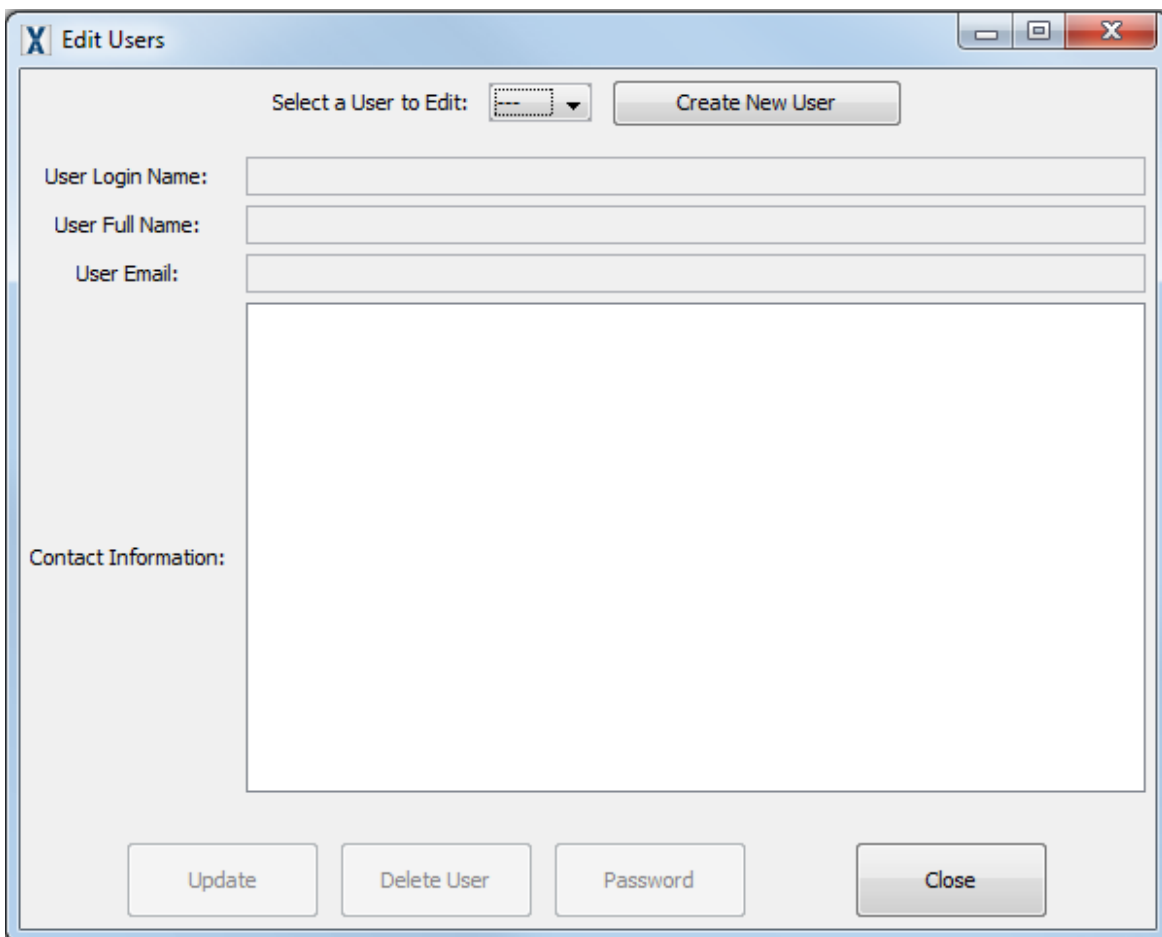 Edit Users
Select a User to Edit: --- Create New User
User Login Name:
User Full Name:
User Email:
Contact Information:
Update Delete User Password Close